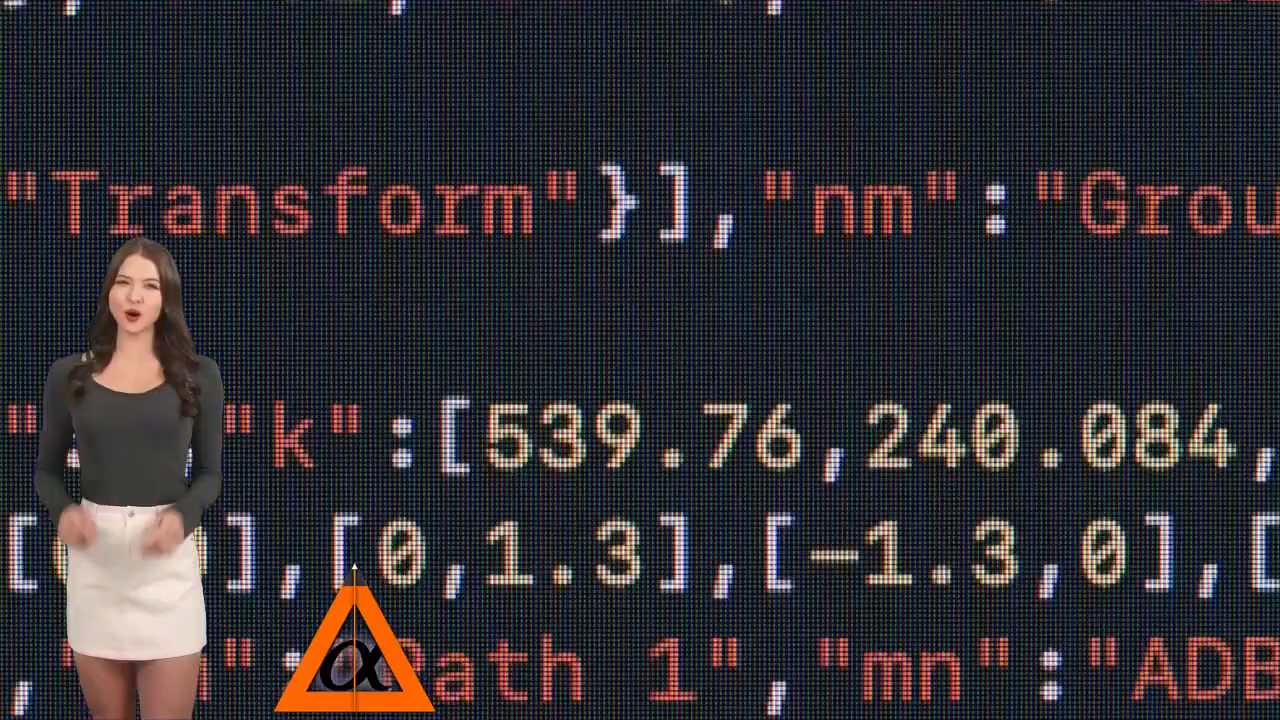 "Transform"}],"nm":"Grou
"k":[539.76,240.084,
],[0,1.3],[-1.3,0],[
":"Path 1","mn":"ADB
α